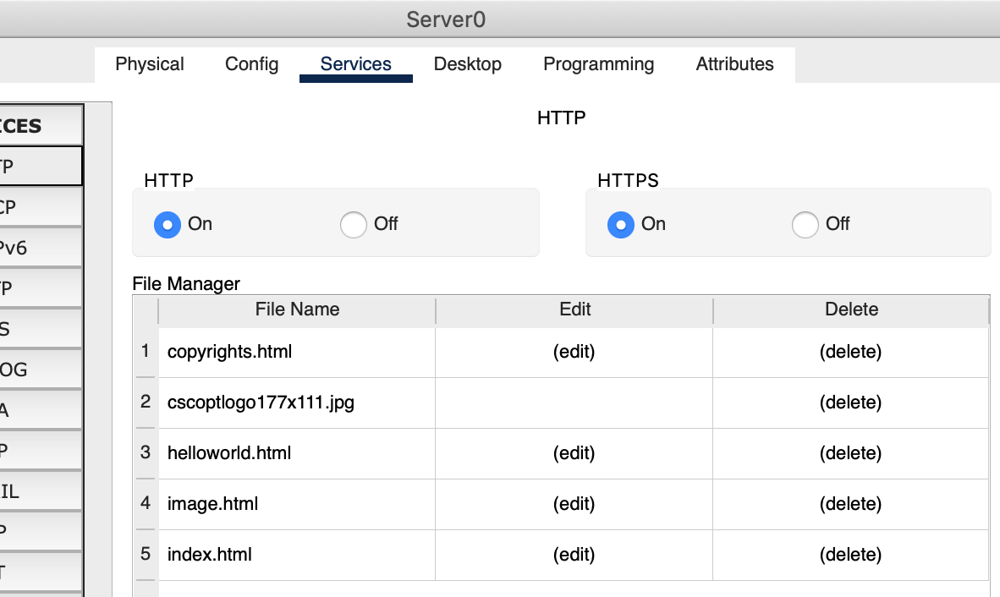 Server0
Physical Config Services Desktop Programming Attributes
ICES
HTTP
TP
CP
Pv6
TP
S
OG
A
P
IL
P
T
HTTP
On Off
HTTPS
On Off
File Manager
File Name Edit Delete
1 copyrights.html (edit) (delete)
2 cscoptlogo177x111.jpg (delete)
3 helloworld.html (edit) (delete)
4 image.html (edit) (delete)
5 index.html (edit) (delete)